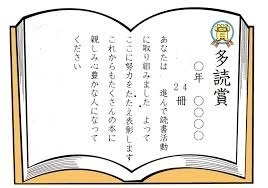 賞
多読賞
〇年 〇〇〇〇
24冊
あなたは 進んで読書活動
に取り組みました よって
ここに努力をたたえ表彰します
これからもたくさんの本に
親しみ心豊かな人になって
ください